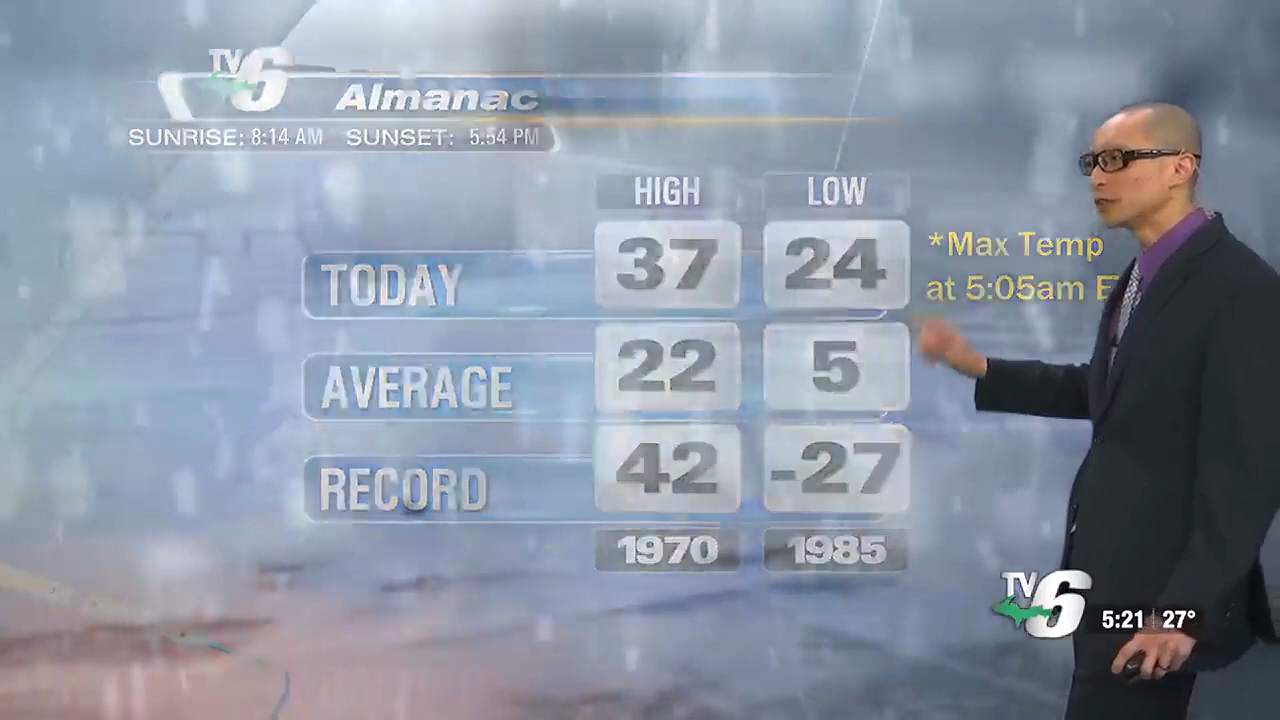 TV6 Almanac
SUNRISE: 8:14 AM SUNSET: 5:54 PM
HIGH LOW
TODAY 37 24
*Max Temp
at 5:05am E
AVERAGE 22 5
RECORD 42 -27
1970 1985
TV6 5:21 27°